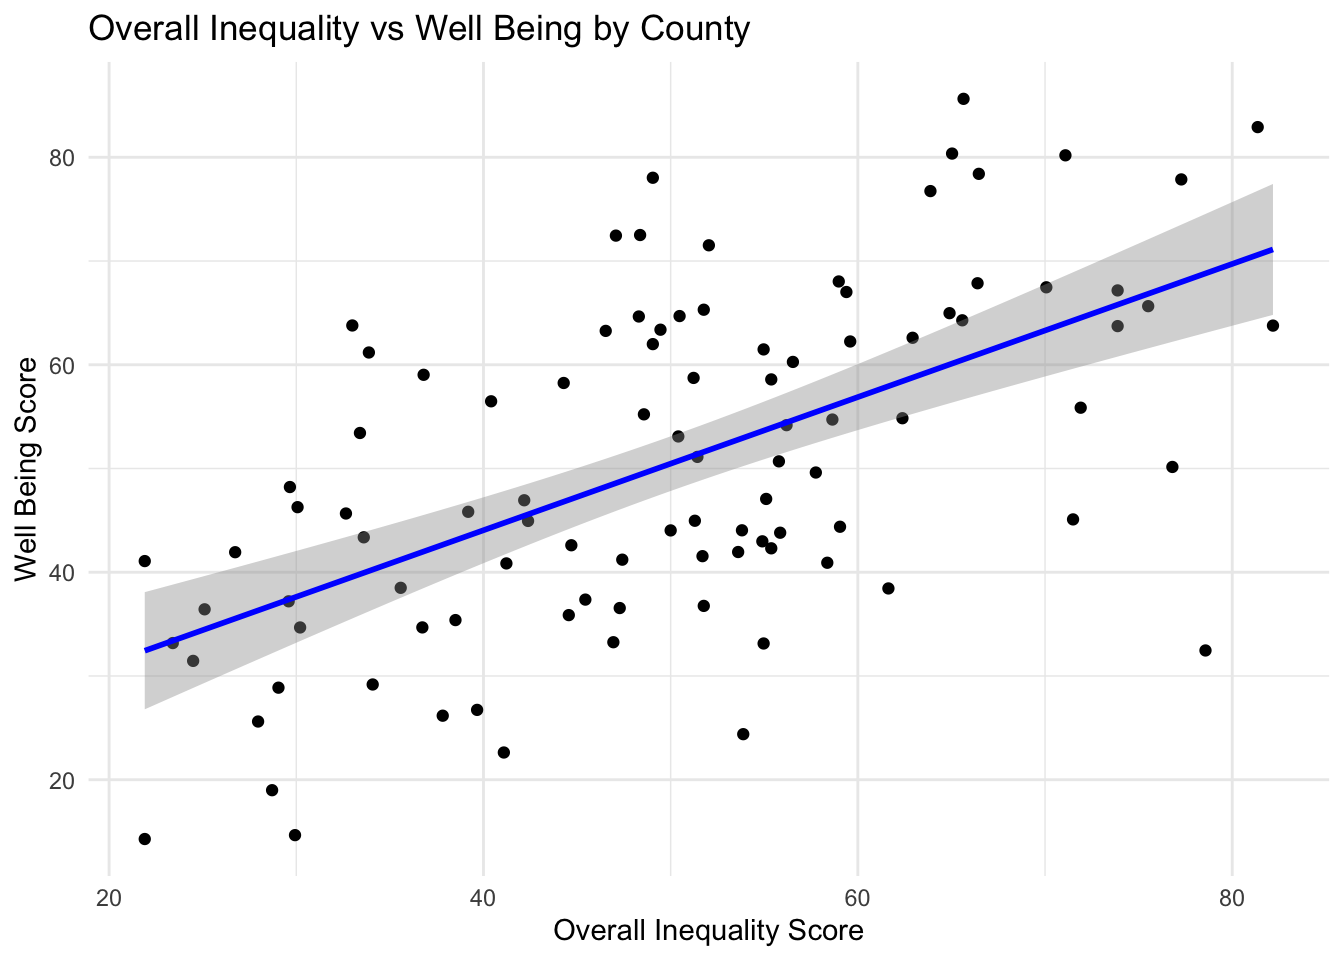 Overall Inequality vs Well Being by County
80
60
40
20
Well Being Score
20 40 60 80
Overall Inequality Score